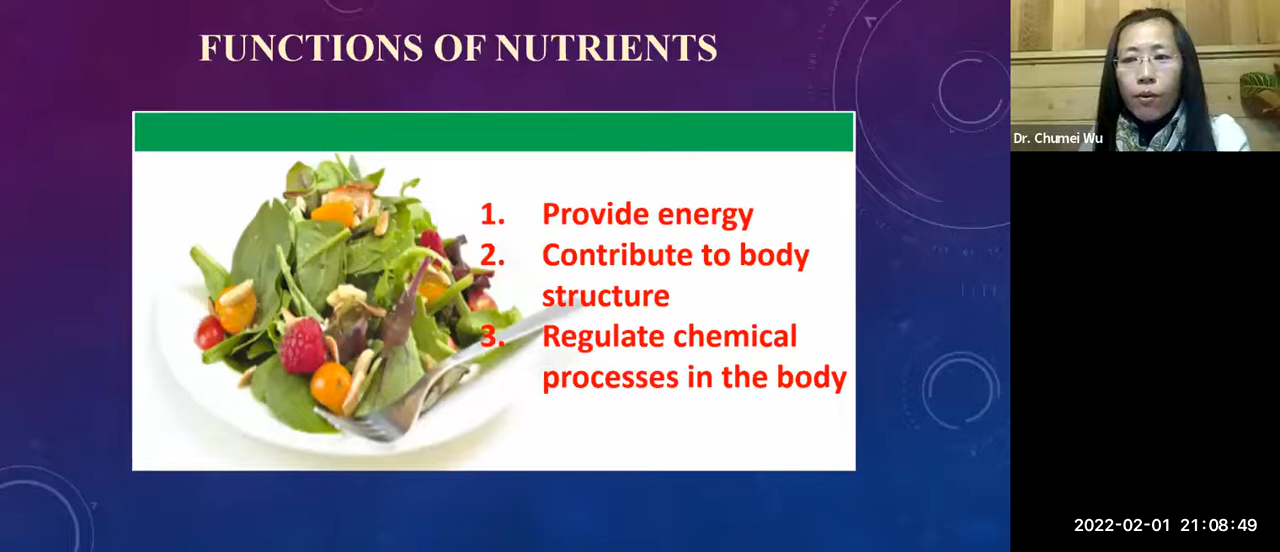 FUNCTIONS OF NUTRIENTS
1. Provide energy
2. Contribute to body
structure
3. Regulate chemical
processes in the body
Dr. Chumei Wu
2022-02-01 21:08:49